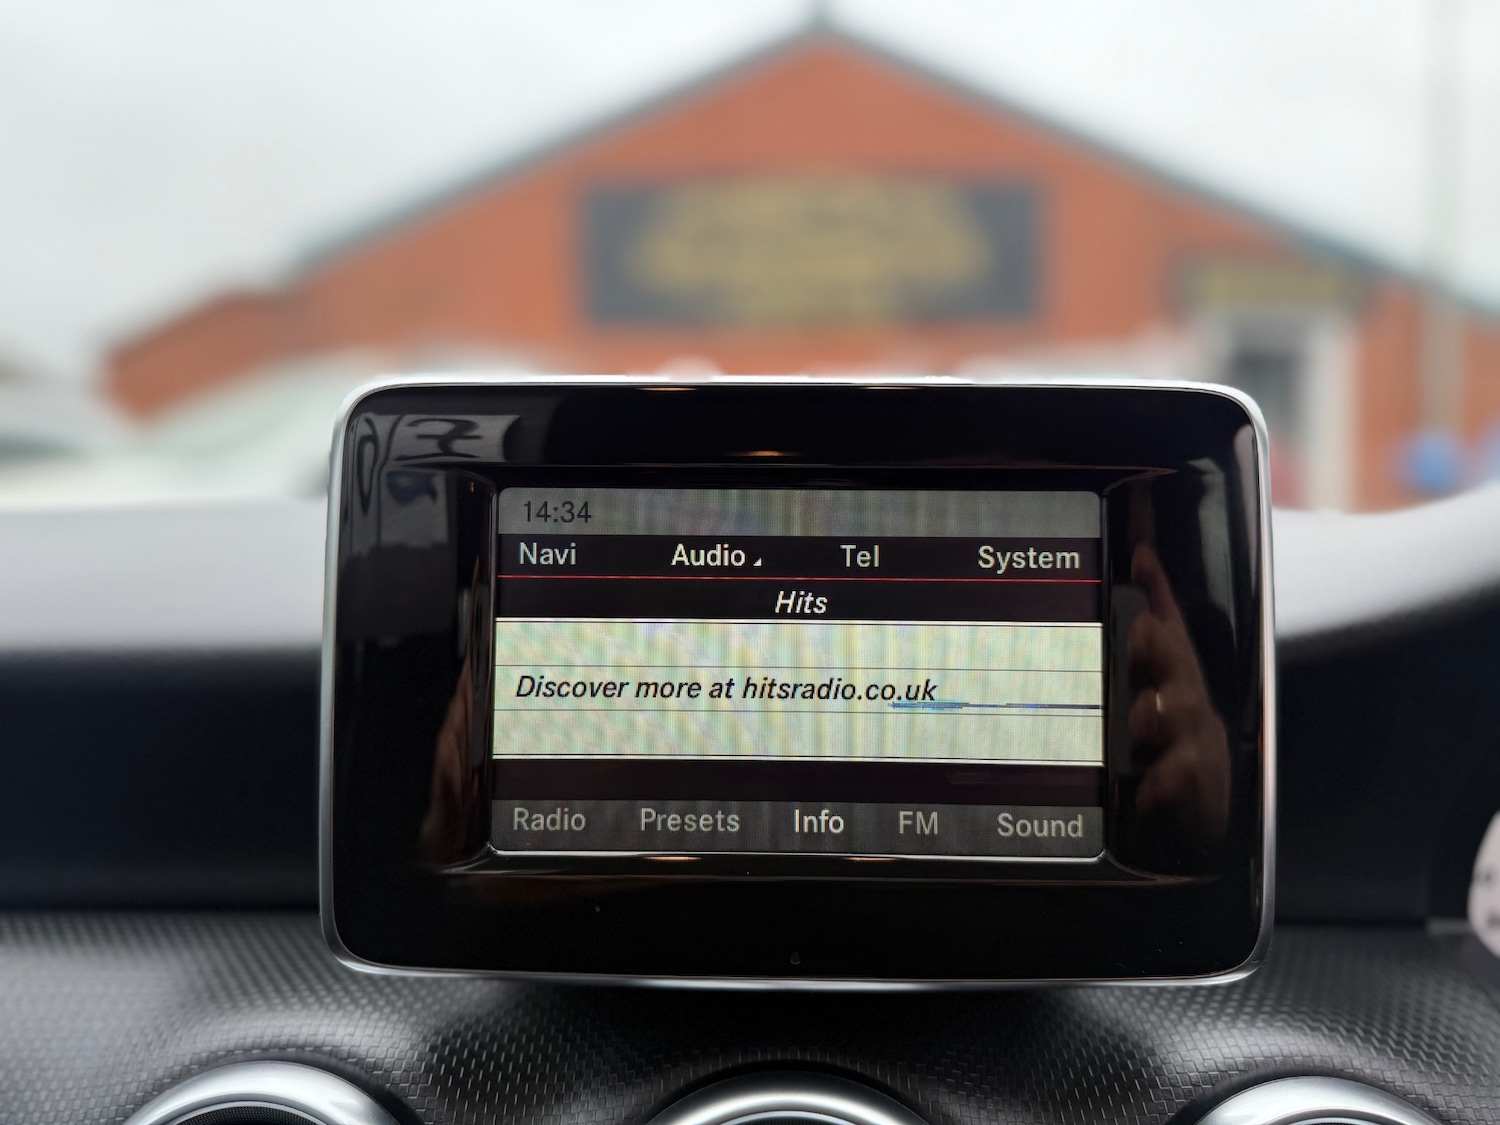 14:34
Navi Audio Tel System
Hits
Discover more at hitsradio.co.uk
Radio Presets Info FM Sound